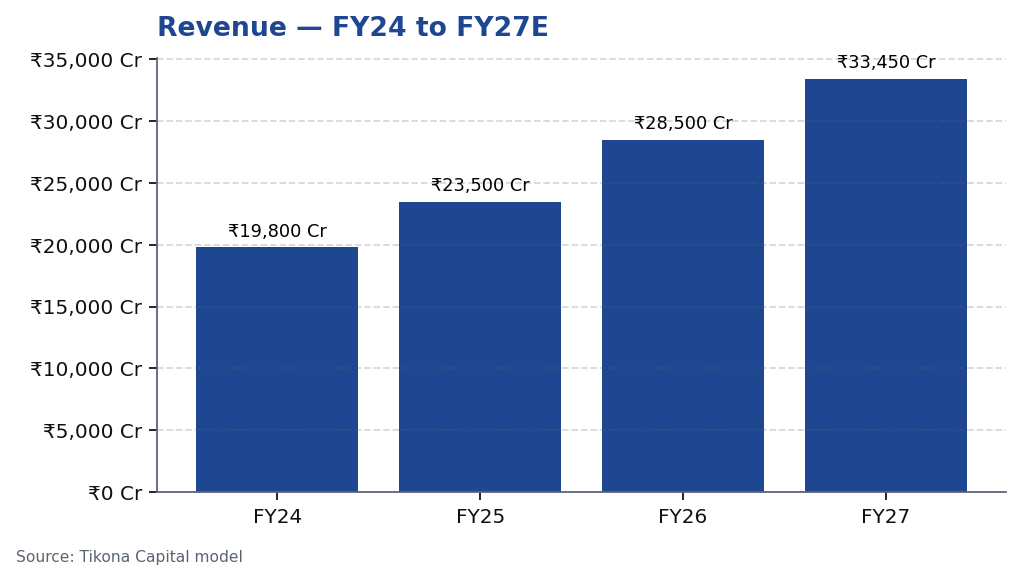 Revenue — FY24 to FY27E
₹35,000 Cr
₹30,000 Cr
₹25,000 Cr
₹20,000 Cr
₹15,000 Cr
₹10,000 Cr
₹5,000 Cr
₹0 Cr
₹19,800 Cr
₹23,500 Cr
₹28,500 Cr
₹33,450 Cr
FY24
FY25
FY26
FY27
Source: Tikona Capital model